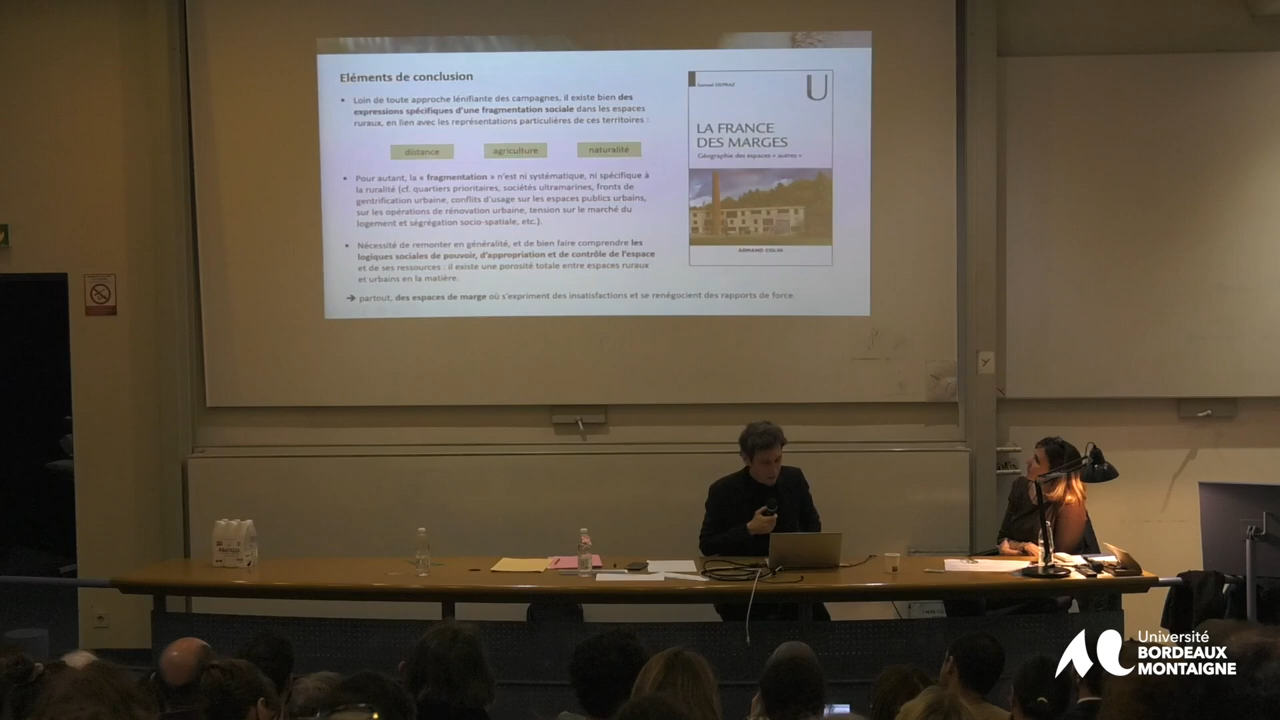 Eléments de conclusion
Loin de toute approche lénifiante des campagnes, il existe bien des
expressions spécifiques d'une fragmentation sociale dans les espaces
ruraux, en lien avec les représentations particulières de ces territoires :
distance
agriculture
naturalité
Pour autant, la « fragmentation » n'est ni systématique, ni spécifique à
la ruralité (cf. quartiers prioritaires, sociétés ultramarines, fronts de
gentrification urbaine, conflits d'usage sur les espaces publics urbains,
sur les opérations de rénovation urbaine, tension sur le marché du
logement et ségrégation socio-spatiale, etc.).
Nécessité de remonter en généralité, et de bien faire comprendre les
logiques sociales de pouvoir, d'appropriation et de contrôle de l'espace
et de ses ressources : il existe une porosité totale entre espaces ruraux
et urbains en la matière.
➔ partout, des espaces de marge où s'expriment des insatisfactions et se renégocient des rapports de force.
Samuel DEPRAZ
U
LA FRANCE
DES MARGES
Géographie des espaces « autres »
ARMAND COLIN
Université
BORDEAUX
MONTAIGNE